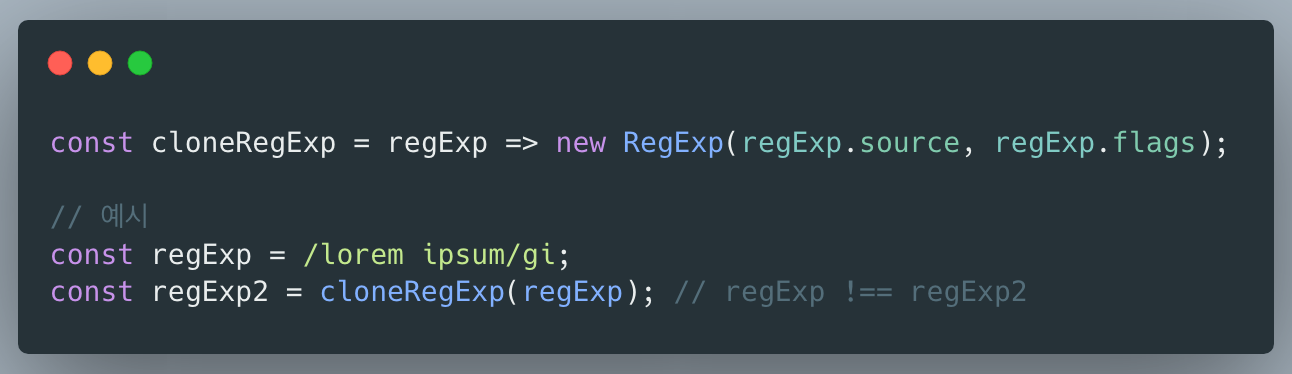 const cloneRegExp = regExp => new RegExp(regExp.source, regExp.flags);
// 예시
const regExp = /lorem ipsum/gi;
const regExp2 = cloneRegExp(regExp); // regExp !== regExp2